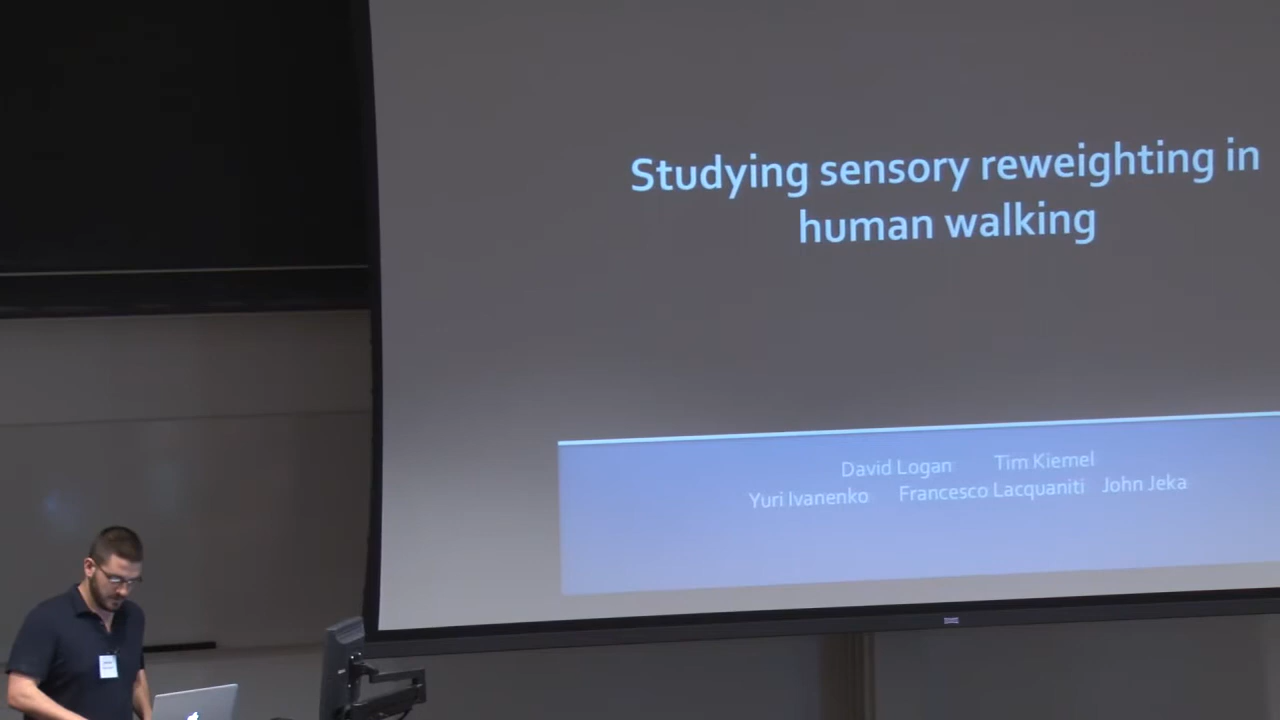 Studying sensory reweighting in
human walking
David Logan Tim Kiemel
Yuri Ivanenko Francesco Lacquaniti John Jeka